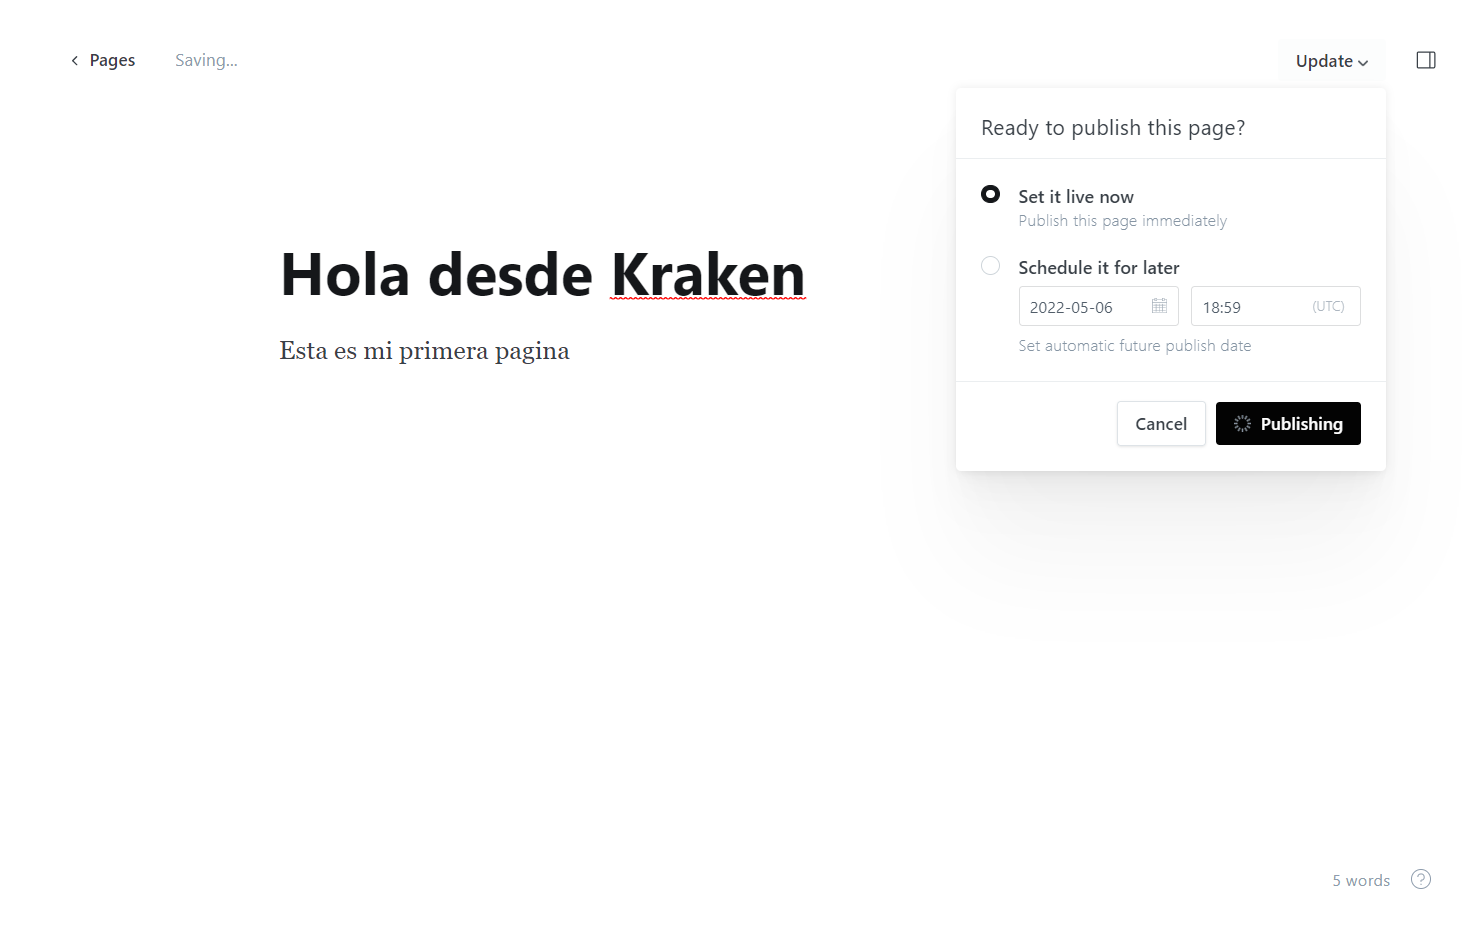 Pages
Saving...
Update
Ready to publish this page?
Set it live now
Publish this page immediately
Schedule it for later
2022-05-06
18:59
(UTC)
Set automatic future publish date
Cancel
Publishing
Hola desde Kraken
Esta es mi primera pagina
5 words
?